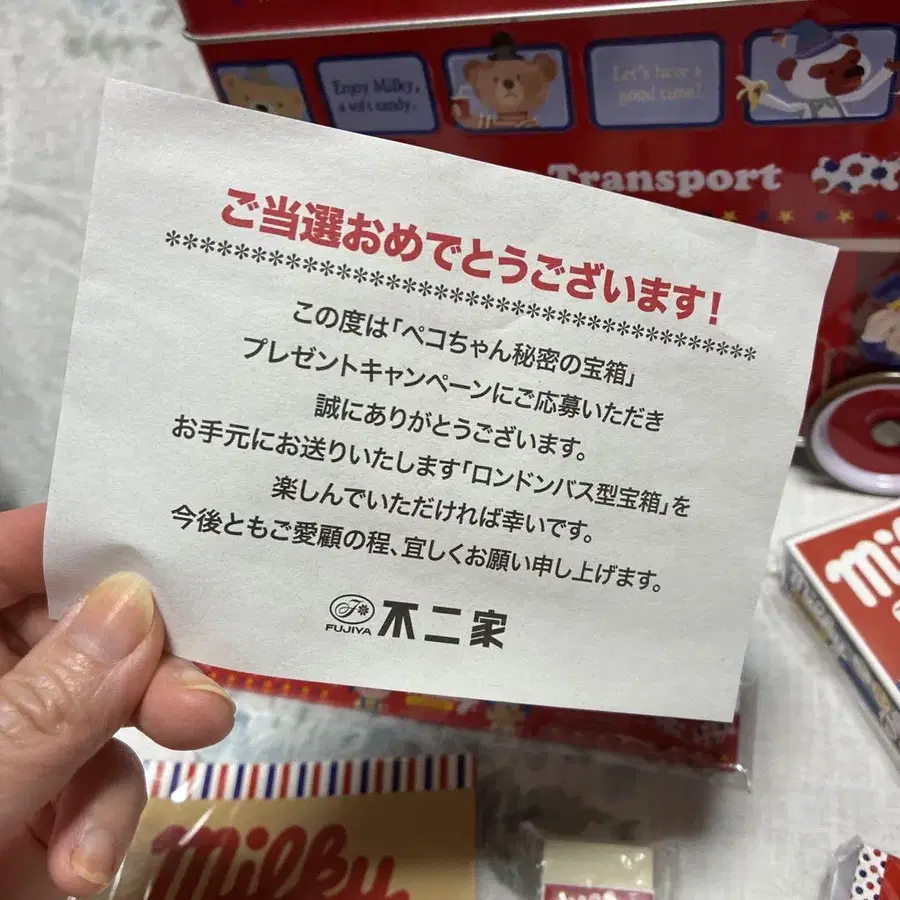 Enjoy Milky,
a soft candy.
Let's have a
good time!
Transport
ご当選おめでとうございます!
*****************************************
この度は「ペコちゃん秘密の宝箱」
プレゼントキャンペーンにご応募いただき
誠にありがとうございます。
お手元にお送りいたします「ロンドンバス型宝箱」を
楽しんでいただければ幸いです。
今後ともご愛顧の程、宜しくお願い申し上げます。
FUJIYA 不二家
Milky